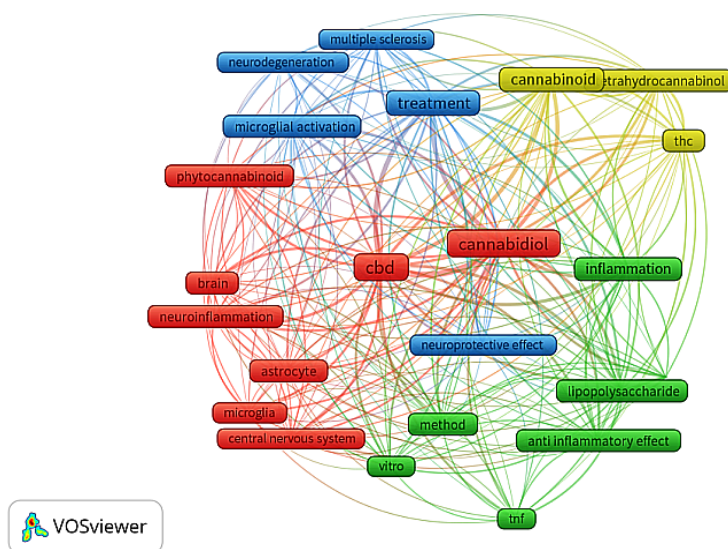 multiple sclerosis
neurodegeneration
cannabinoid
etrahydrocannabinol
treatment
microglial activation
thc
phytocannabinoid
cannabidiol
cbd
inflammation
brain
neuroinflammation
neuroprotective effect
astrocyte
lipopolysaccharide
microglia
method
central nervous system
anti inflammatory effect
vitro
tnf
VOSviewer